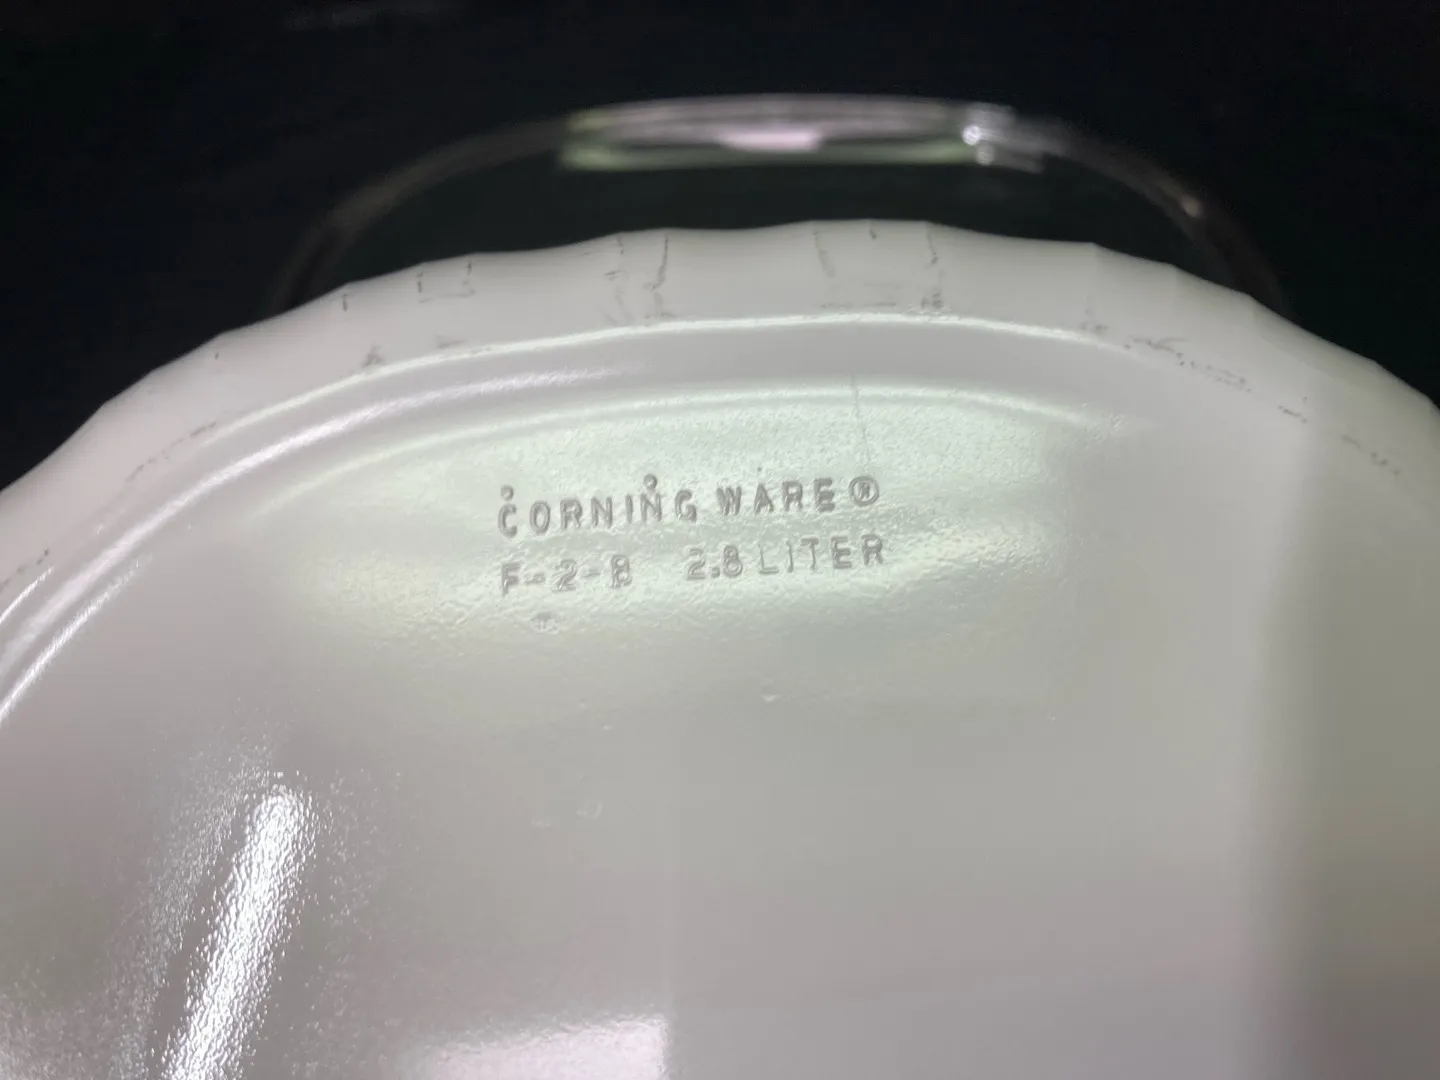 CORNING WARE®
F-2-B 2.8 LITER